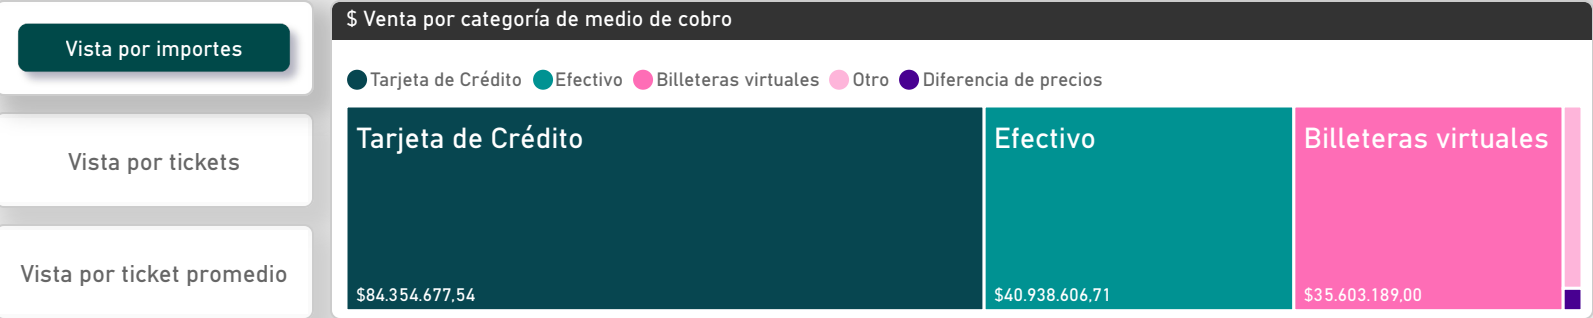 Vista por importes
Vista por tickets
Vista por ticket promedio
$ Venta por categoría de medio de cobro
Tarjeta de Crédito Efectivo Billeteras virtuales Otro Diferencia de precios
Tarjeta de Crédito Efectivo Billeteras virtuales
$84.354.677,54 $40.938.606,71 $35.603.189,00